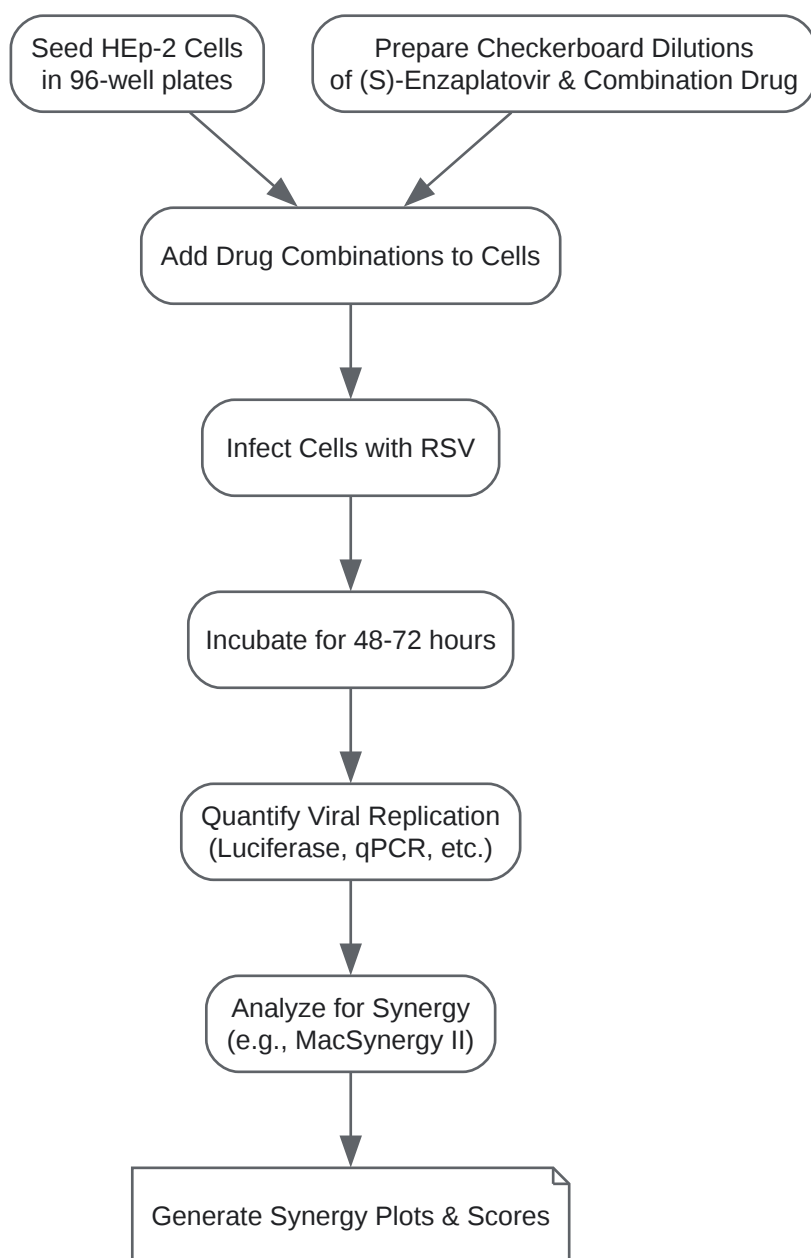 Seed HEp-2 Cells
in 96-well plates
Prepare Checkerboard Dilutions
of (S)-Enzaplatovir & Combination Drug
Add Drug Combinations to Cells
Infect Cells with RSV
Incubate for 48-72 hours
Quantify Viral Replication
(Luciferase, qPCR, etc.)
Analyze for Synergy
(e.g., MacSynergy II)
Generate Synergy Plots & Scores